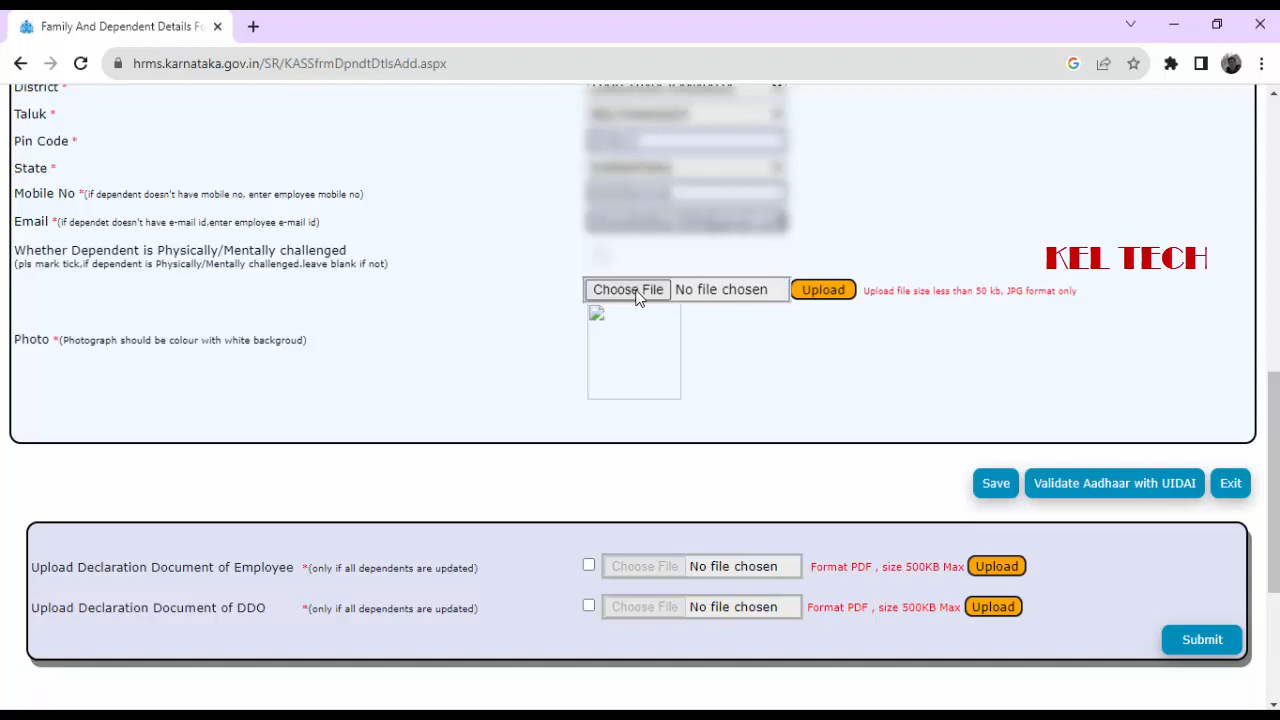 Family And Dependent Details Fo
hrms.karnataka.gov.in/SR/KASSfrmDpndtDtlsAdd.aspx
District *
Taluk *
Pin Code *
State *
Mobile No *(if dependent doesn't have mobile no, enter employee mobile no)
Email *(if dependet doesn't have e-mail id,enter employee e-mail id)
Whether Dependent is Physically/Mentally challenged
(pls mark tick,if dependent is Physically/Mentally challenged.leave blank if not)
KEL TECH
Choose File No file chosen Upload Upload file size less than 50 kb, JPG format only
Photo *(Photograph should be colour with white backgroud)
Save Validate Aadhaar with UIDAI Exit
Upload Declaration Document of Employee *(only if all dependents are updated) Choose File No file chosen Format PDF , size 500KB Max Upload
Upload Declaration Document of DDO *(only if all dependents are updated) Choose File No file chosen Format PDF , size 500KB Max Upload
Submit